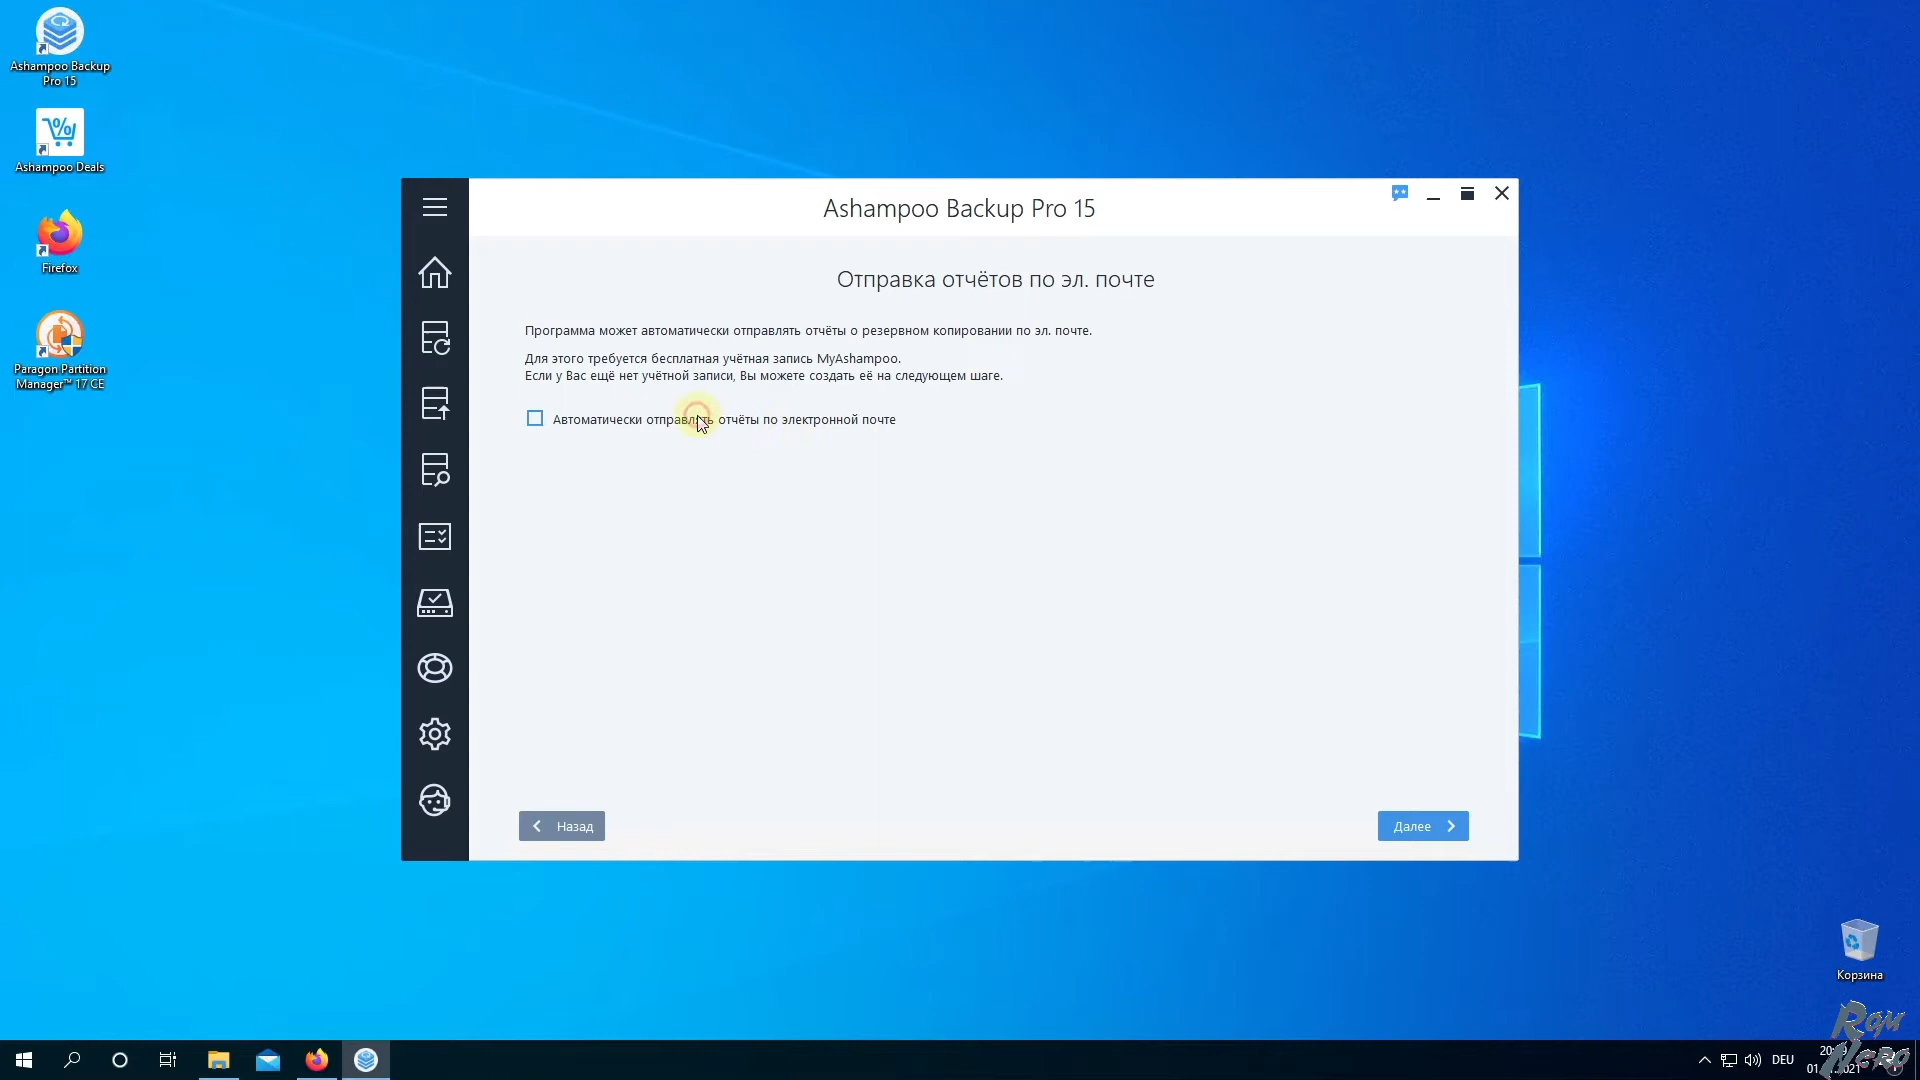 Ashampoo Backup
Pro 15
Ashampoo Deals
Firefox
Paragon Partition
Manager™ 17 CE
Ashampoo Backup Pro 15
Отправка отчётов по эл. почте
Программа может автоматически отправлять отчёты о резервном копировании по эл. почте.
Для этого требуется бесплатная учётная запись MyAshampoo.
Если у Вас ещё нет учётной записи, Вы можете создать её на следующем шаге.
Автоматически отправлять отчёты по электронной почте
Назад
Далее
Корзина
DEU